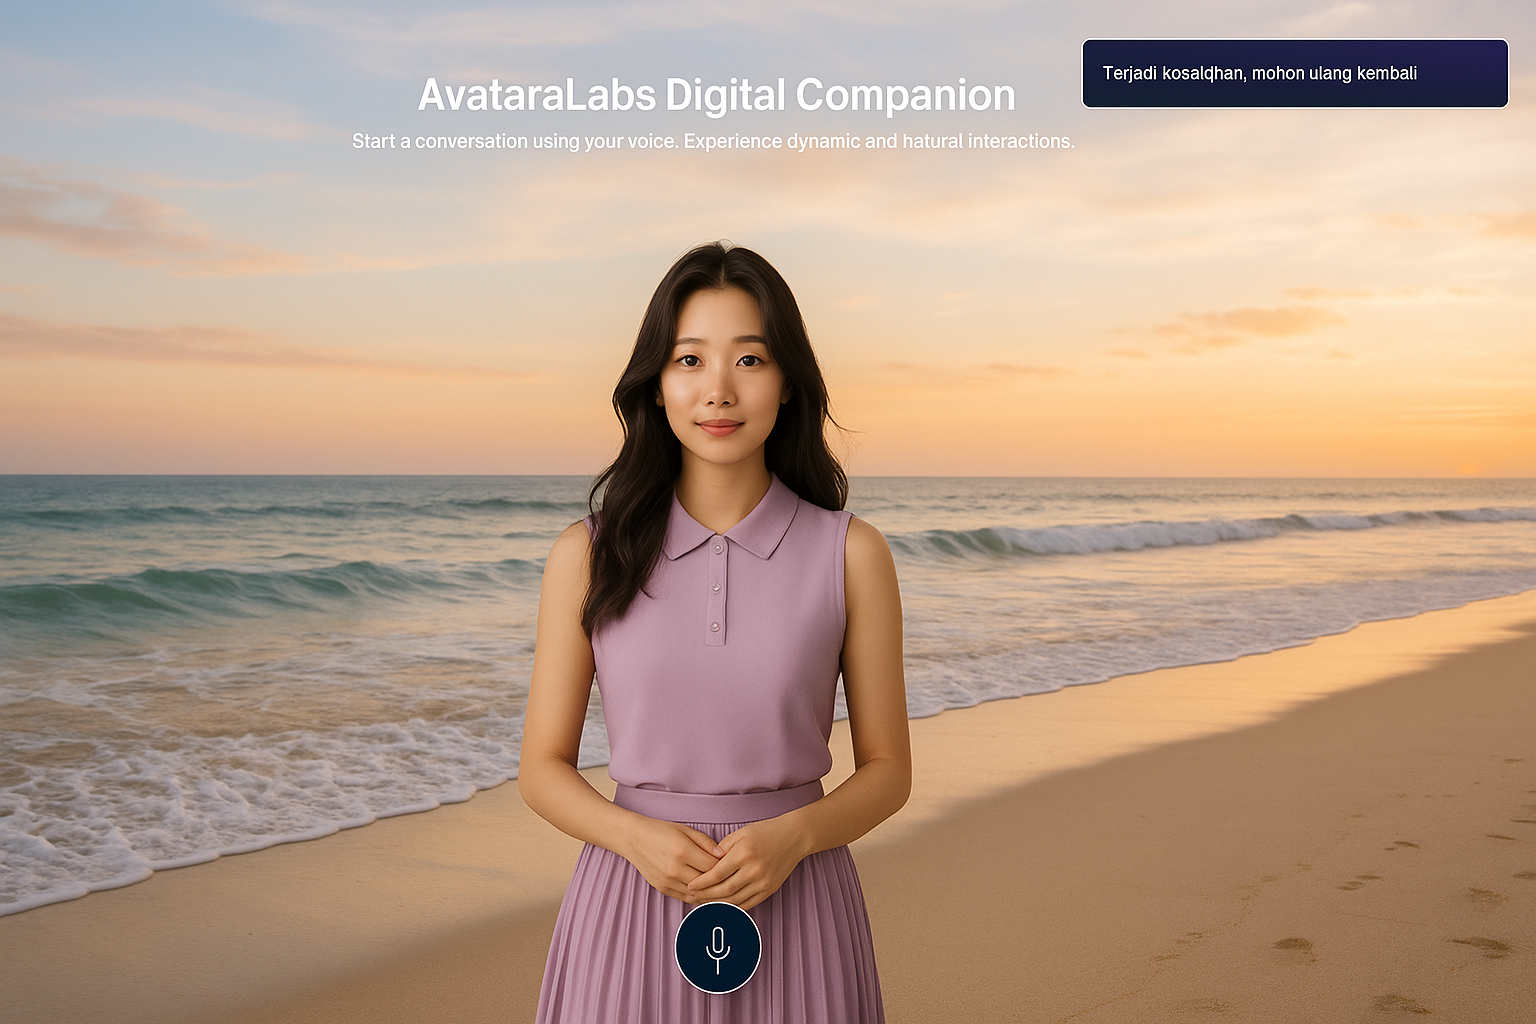 AvataraLabs Digital Companion
Start a conversation using your voice. Experience dynamic and hatural interactions.
Terjadi kosalqhan, mohon ulang kembali